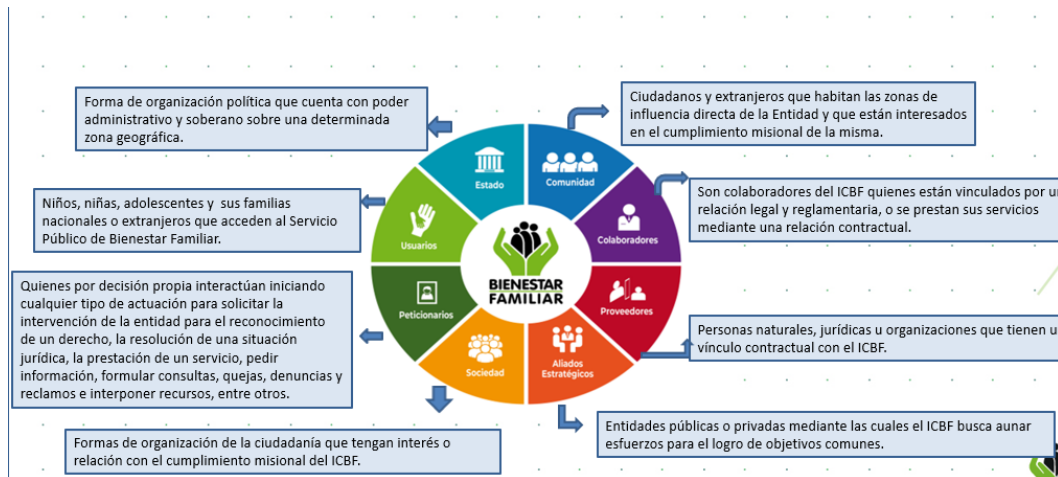 Forma de organización política que cuenta con poder
administrativo y soberano sobre una determinada
zona geográfica.
Ciudadanos y extranjeros que habitan las zonas de
influencia directa de la Entidad y que están interesados
en el cumplimiento misional de la misma.
Estado
Comunidad
Niños, niñas, adolescentes y sus familias
nacionales o extranjeros que acceden al Servicio
Público de Bienestar Familiar.
Usuarios
Colaboradores
Son colaboradores del ICBF quienes están vinculados por
relación legal y reglamentaria, o se prestan sus servicios
mediante una relación contractual.
BIENESTAR
FAMILIAR
Quienes por decisión propia interactúan iniciando
cualquier tipo de actuación para solicitar la
intervención de la entidad para el reconocimiento
de un derecho, la resolución de una situación
jurídica, la prestación de un servicio, pedir
información, formular consultas, quejas, denuncias y
reclamos e interponer recursos, entre otros.
Peticionarios
Proveedores
Personas naturales, jurídicas u organizaciones que tienen
vínculo contractual con el ICBF.
Sociedad
Aliados
Estratégicos
Entidades públicas o privadas mediante las cuales el ICBF busca aunar
esfuerzos para el logro de objetivos comunes.
Formas de organización de la ciudadanía que tengan interés o
relación con el cumplimiento misional del ICBF.